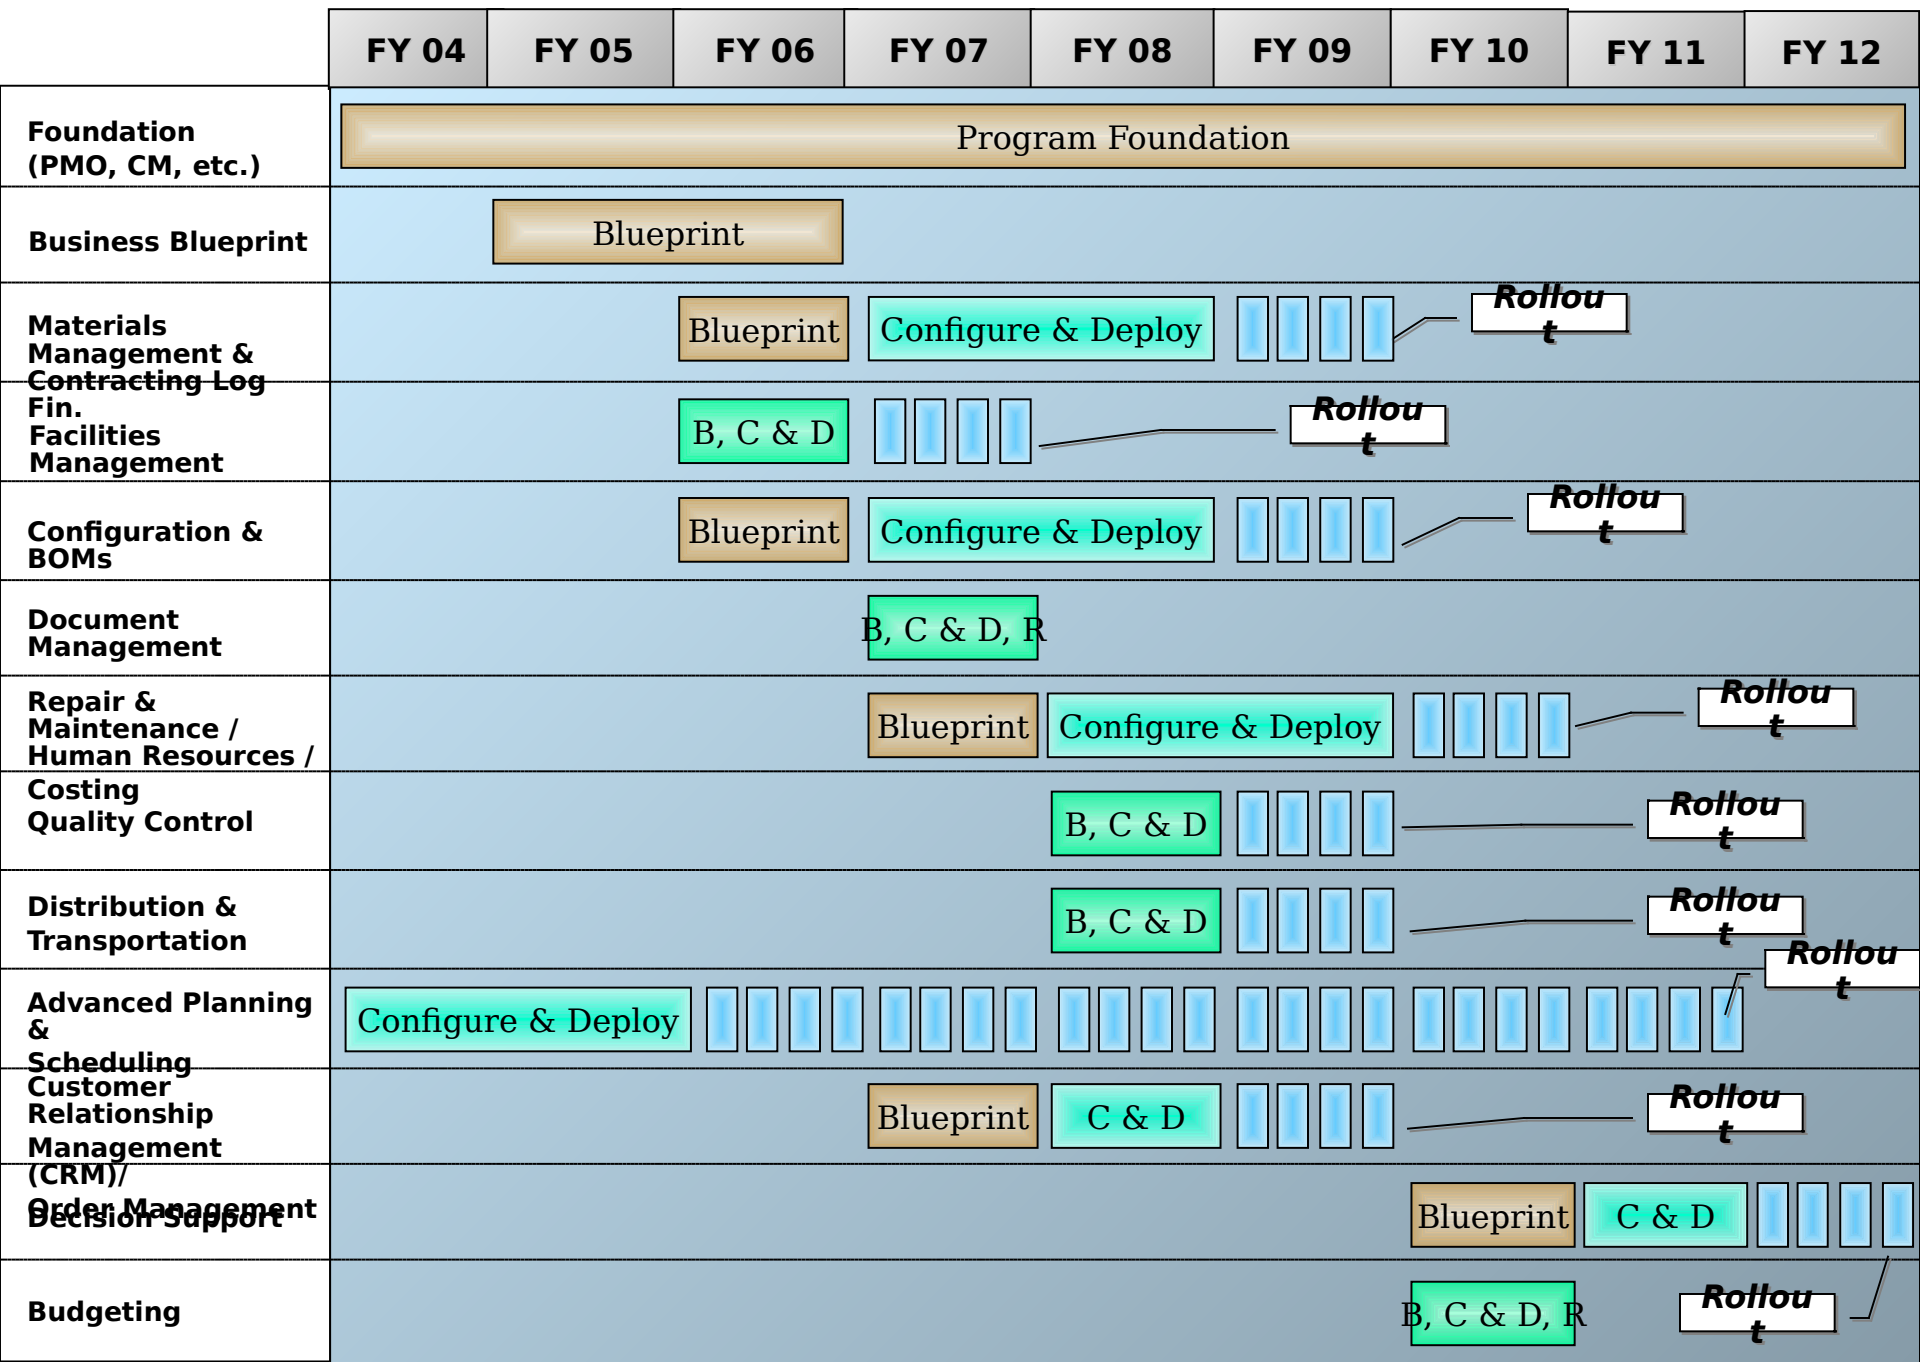 FY 04 FY 05 FY 06 FY 07 FY 08 FY 09 FY 10 FY 11 FY 12
Foundation
(PMO, CM, etc.)
Program Foundation
Business Blueprint
Blueprint
Materials
Management &
Contracting Log
Fin.
Blueprint
Configure & Deploy
Rollou
t
Facilities
Management
B, C & D
Rollou
t
Configuration &
BOMs
Blueprint
Configure & Deploy
Rollou
t
Document
Management
B, C & D, R
Repair &
Maintenance /
Human Resources /
Costing
Blueprint
Configure & Deploy
Rollou
t
Quality Control
B, C & D
Rollou
t
Distribution &
Transportation
B, C & D
Rollou
t
Advanced Planning
&
Scheduling
Configure & Deploy
Rollou
t
Customer
Relationship
Management
(CRM)/
Order Management
Blueprint
C & D
Rollou
t
Decision Support
Blueprint
C & D
Rollou
t
Budgeting
B, C & D, R